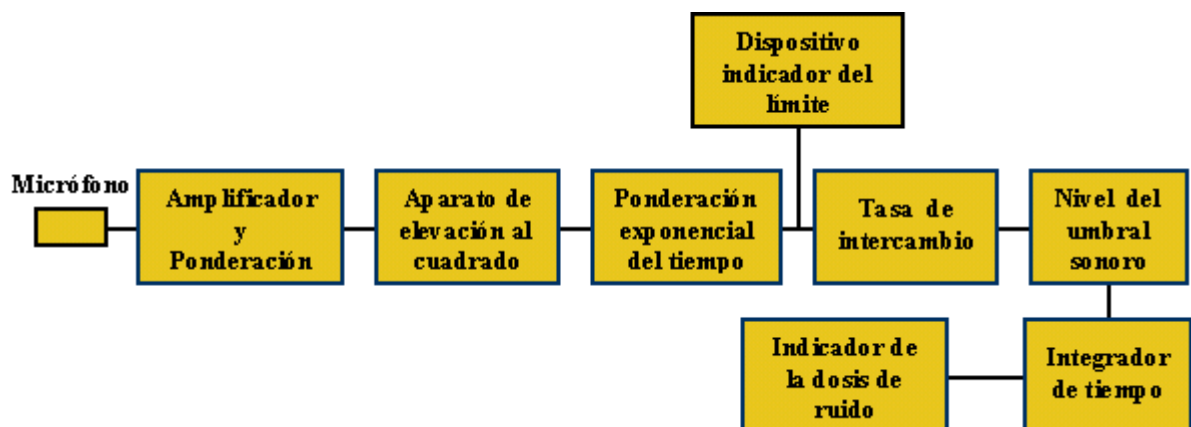 Dispositivo
indicador del
límite
Micrófono
Amplificador
y
Ponderación
Aparato de
elevación al
cuadrado
Ponderación
exponencial
del tiempo
Tasa de
intercambio
Nivel del
umbral
sonoro
Indicador de
la dosis de
ruido
Integrador
de tiempo